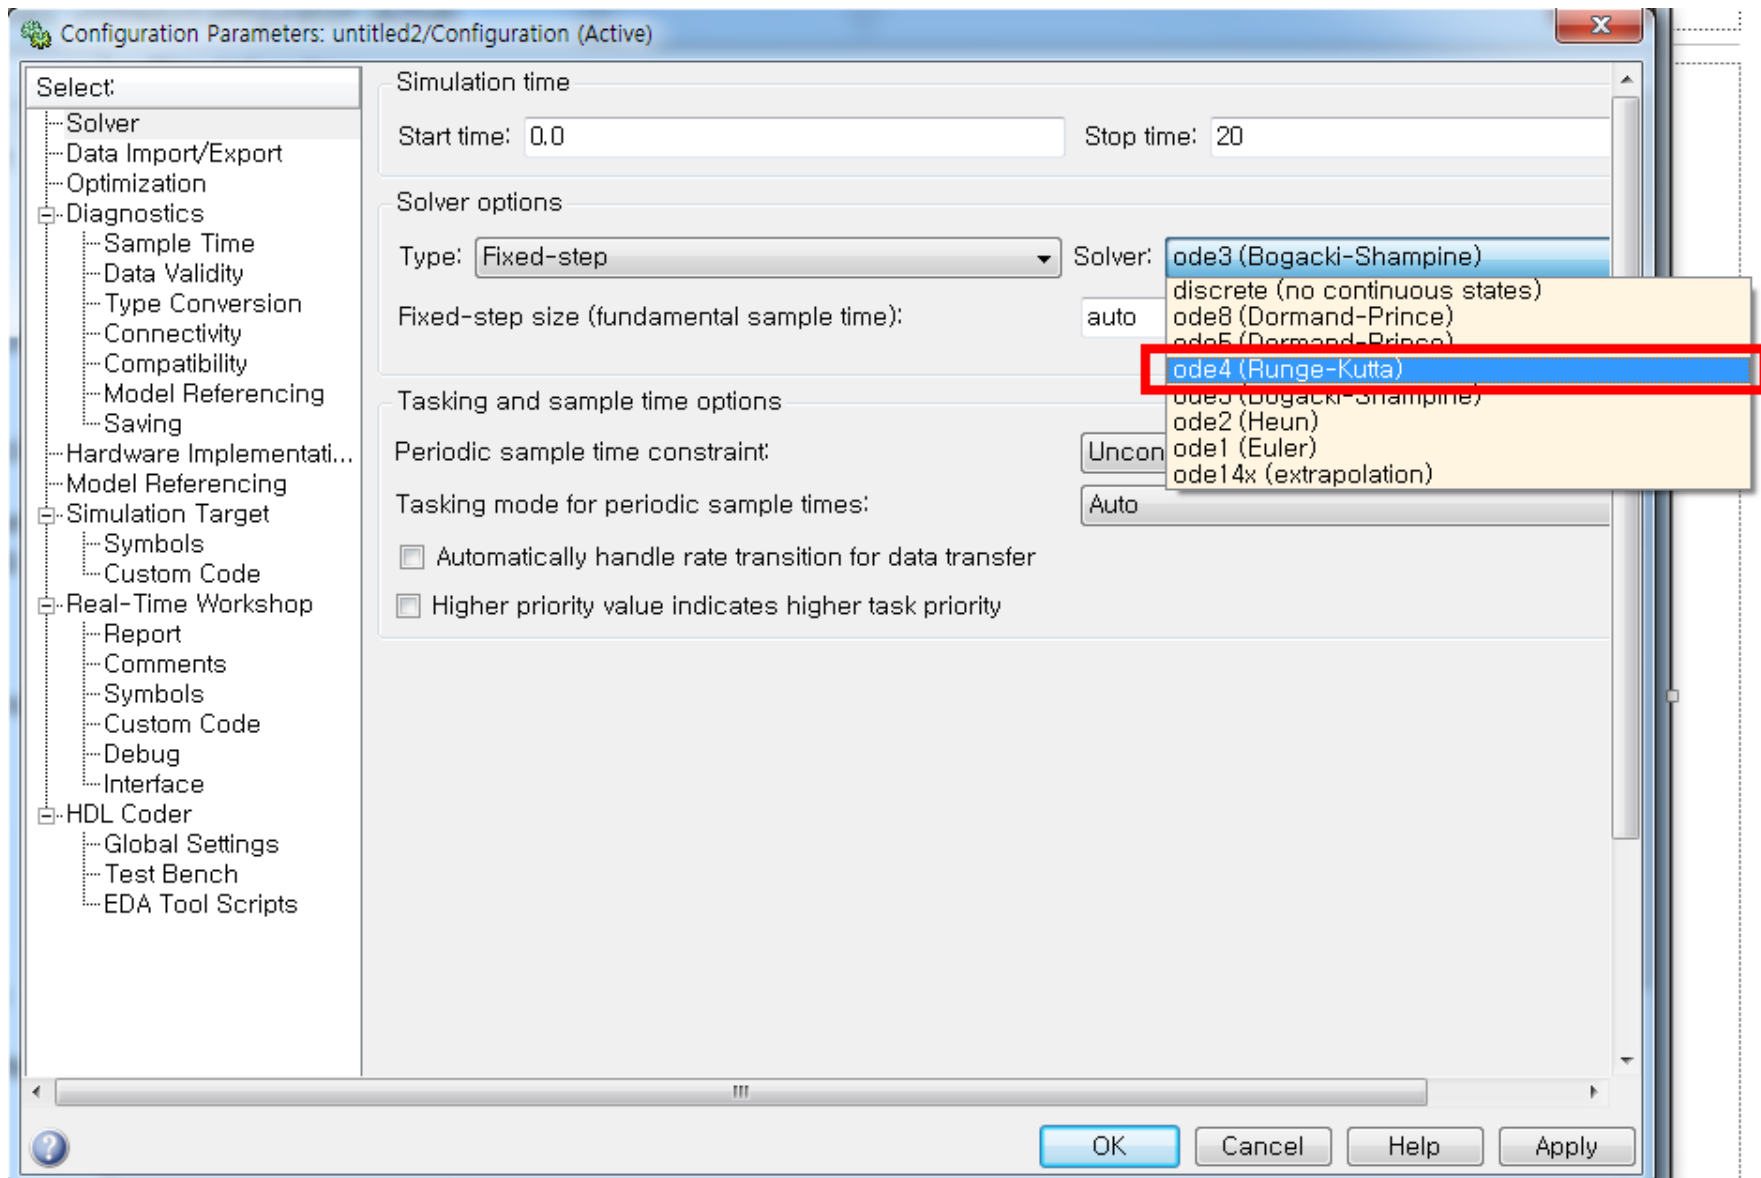 Configuration Parameters: untitled2/Configuration (Active)
Select:
Solver
Data Import/Export
Optimization
Diagnostics
Sample Time
Data Validity
Type Conversion
Connectivity
Compatibility
Model Referencing
Saving
Hardware Implementati...
Model Referencing
Simulation Target
Symbols
Custom Code
Real-Time Workshop
Report
Comments
Symbols
Custom Code
Debug
Interface
HDL Coder
Global Settings
Test Bench
EDA Tool Scripts
Simulation time
Start time: 0.0 Stop time: 20
Solver options
Type: Fixed-step Solver: ode3 (Bogacki-Shampine)
discrete (no continuous states)
Fixed-step size (fundamental sample time): auto ode8 (Dormand-Prince)
ode5 (Dormand-Prince)
ode4 (Runge-Kutta)
ode3 (Bogacki-Shampine)
ode2 (Heun)
ode1 (Euler)
ode14x (extrapolation)
Tasking and sample time options
Periodic sample time constraint: Uncon
Tasking mode for periodic sample times: Auto
Automatically handle rate transition for data transfer
Higher priority value indicates higher task priority
OK Cancel Help Apply